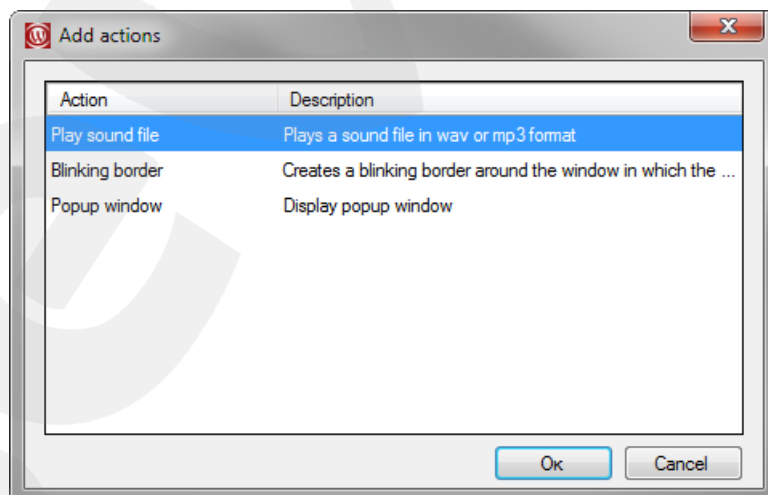 Add actions
Action Description
Play sound file Plays a sound file in wav or mp3 format
Blinking border Creates a blinking border around the window in which the ...
Popup window Display popup window
Ок Cancel